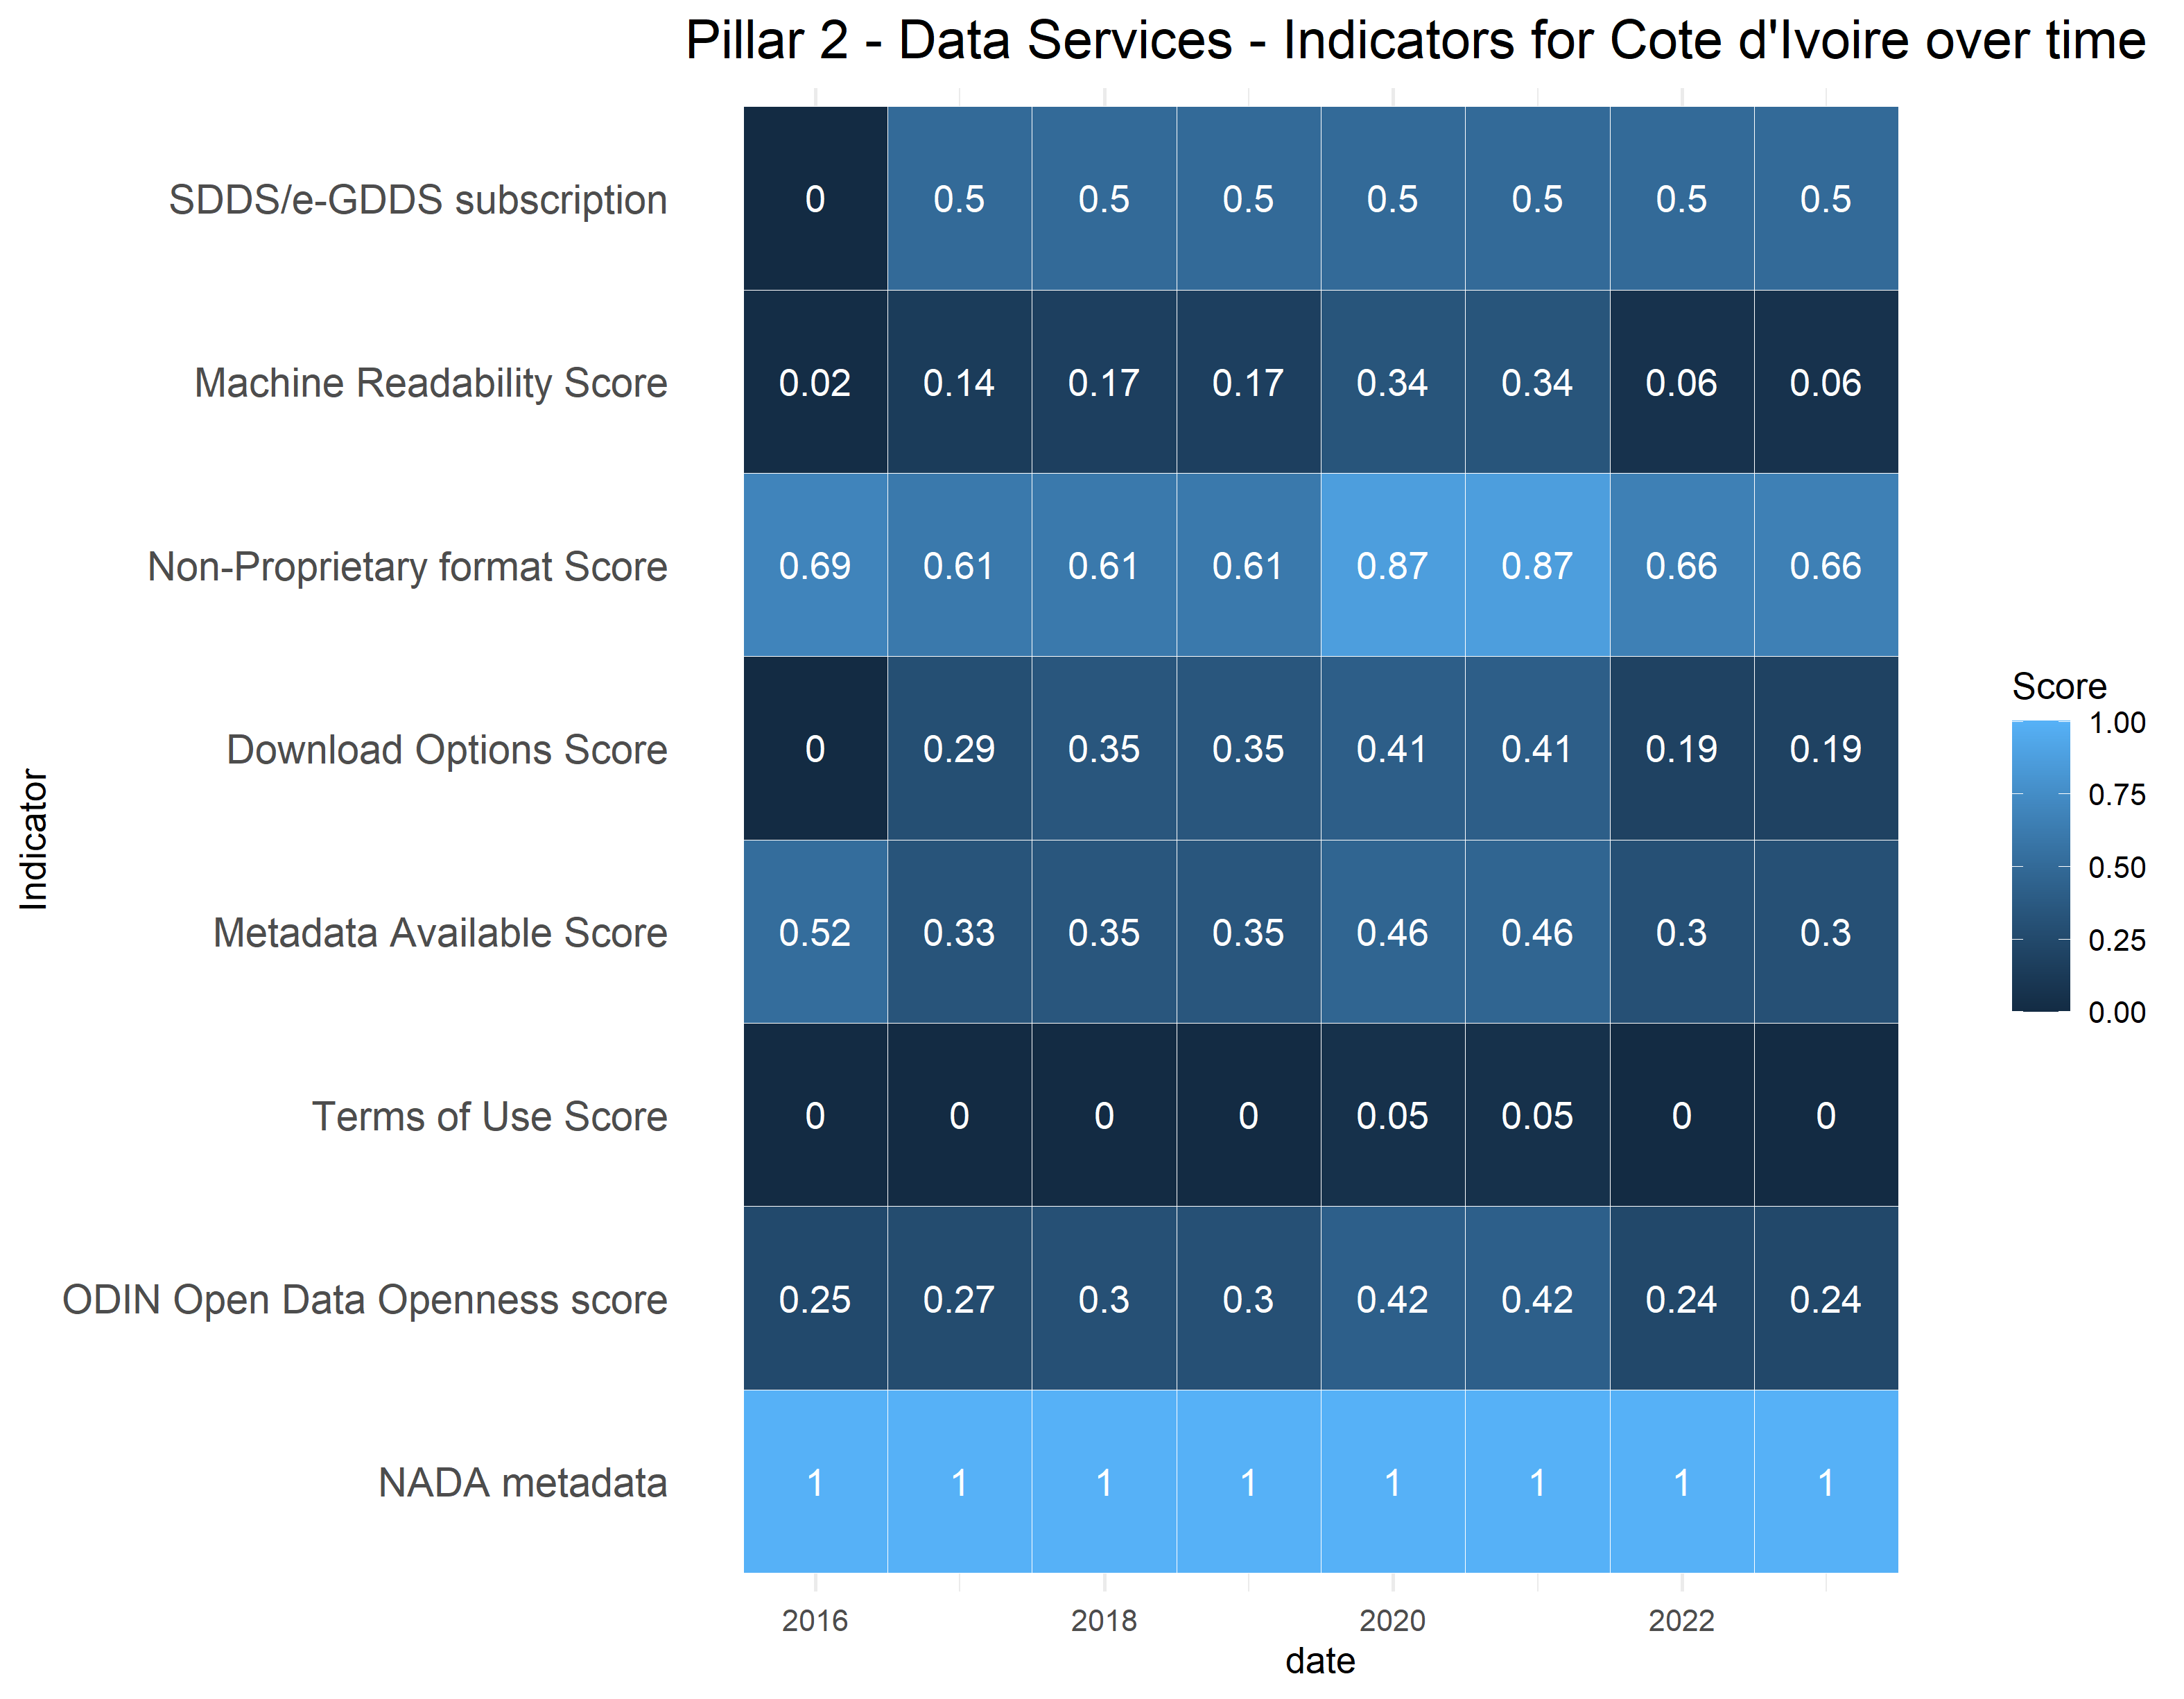 Pillar 2 - Data Services - Indicators for Cote d'Ivoire over time
SDDS/e-GDDS subscription 0 0.5 0.5 0.5 0.5 0.5 0.5 0.5
Machine Readability Score 0.02 0.14 0.17 0.17 0.34 0.34 0.06 0.06
Non-Proprietary format Score 0.69 0.61 0.61 0.61 0.87 0.87 0.66 0.66
Download Options Score 0 0.29 0.35 0.35 0.41 0.41 0.19 0.19
Metadata Available Score 0.52 0.33 0.35 0.35 0.46 0.46 0.3 0.3
Terms of Use Score 0 0 0 0 0.05 0.05 0 0
ODIN Open Data Openness score 0.25 0.27 0.3 0.3 0.42 0.42 0.24 0.24
NADA metadata 1 1 1 1 1 1 1 1
2016 2018 2020 2022
date
Indicator
Score
1.00
0.75
0.50
0.25
0.00